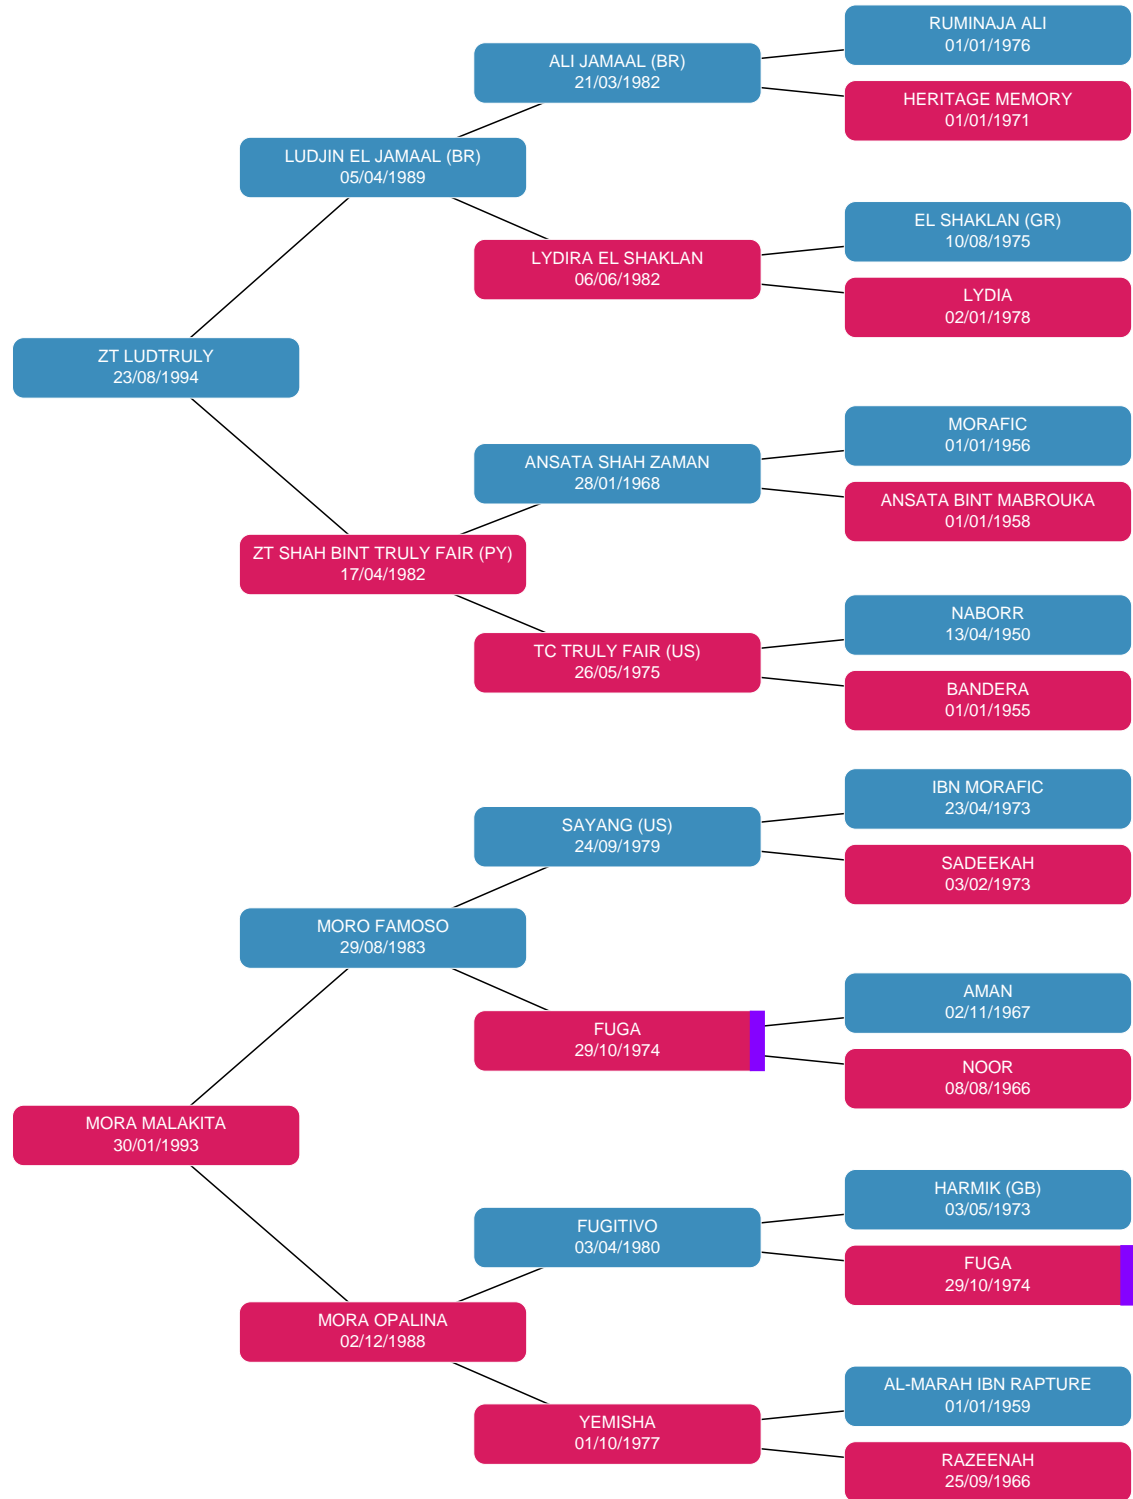 RUMINAJA ALI
01/01/1976
ALI JAMAAL (BR)
21/03/1982
HERITAGE MEMORY
01/01/1971
LUDJIN EL JAMAAL (BR)
05/04/1989
EL SHAKLAN (GR)
10/08/1975
LYDIRA EL SHAKLAN
06/06/1982
LYDIA
02/01/1978
ZT LUDTRULY
23/08/1994
MORAFIC
01/01/1956
ANSATA SHAH ZAMAN
28/01/1968
ANSATA BINT MABROUKA
01/01/1958
ZT SHAH BINT TRULY FAIR (PY)
17/04/1982
NABORR
13/04/1950
TC TRULY FAIR (US)
26/05/1975
BANDERA
01/01/1955
IBN MORAFIC
23/04/1973
SAYANG (US)
24/09/1979
SADEEKAH
03/02/1973
MORO FAMOSO
29/08/1983
AMAN
02/11/1967
FUGA
29/10/1974
NOOR
08/08/1966
MORA MALAKITA
30/01/1993
HARMIK (GB)
03/05/1973
FUGITIVO
03/04/1980
FUGA
29/10/1974
MORA OPALINA
02/12/1988
AL-MARAH IBN RAPTURE
01/01/1959
YEMISHA
01/10/1977
RAZEENAH
25/09/1966